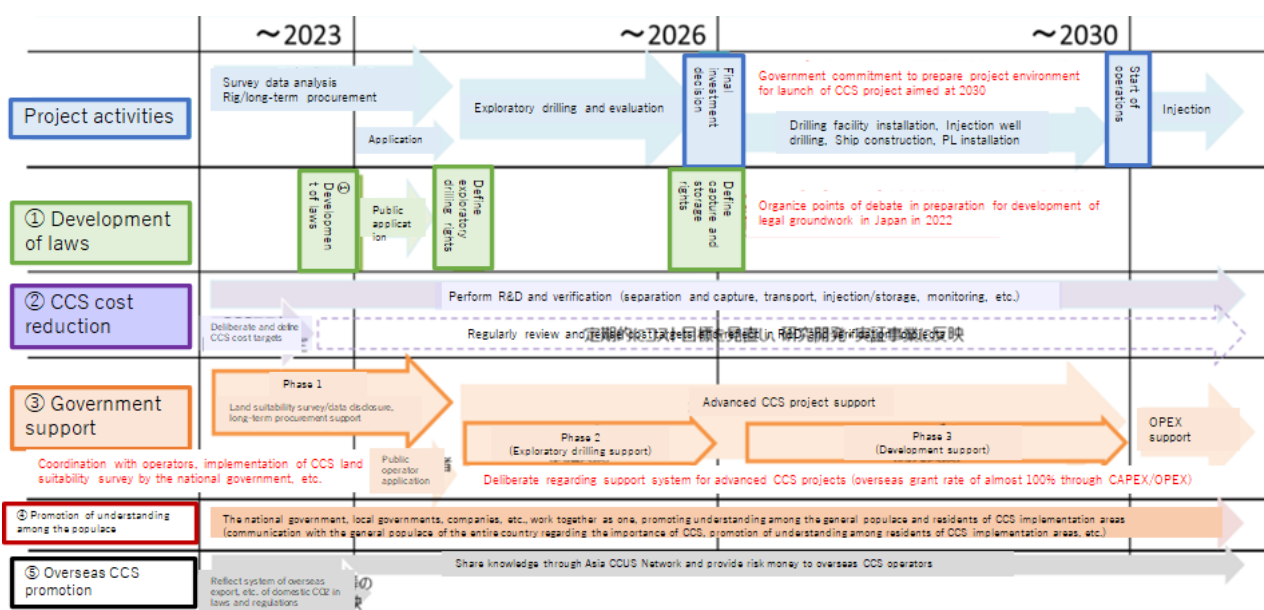 ~2023
~2026
~2030
Project activities
Survey data analysis
Rig/long-term procurement
Application
Exploratory drilling and evaluation
Final
investment
decision
Government commitment to prepare project environment
for launch of CCS project aimed at 2030
Drilling facility installation, Injection well
drilling, Ship construction, PL installation
Start of
operations
Injection
① Development
of laws
①
Developmen
t of laws
Public
applicat
ion
Define
exploratory
drilling rights
Define
capture and
storage
rights
Organize points of debate in preparation for development of
legal groundwork in Japan in 2022
② CCS cost
reduction
Perform R&D and verification (separation and capture, transport, injection/storage, monitoring, etc.)
Deliberate and define
CCS cost targets
Regularly review and
③ Government
support
Phase 1
Land suitability survey/data disclosure,
long-term procurement support
Advanced CCS project support
Phase 2
(Exploratory drilling support)
Phase 3
(Development support)
OPEX
support
Coordination with operators, implementation of CCS land
suitability survey by the national government, etc.
Public
operator
application
Deliberate regarding support system for advanced CCS projects (overseas grant rate of almost 100% through CAPEX/OPEX)
④ Promotion of understanding
among the populace
The national government, local governments, companies, etc., work together as one, promoting understanding among the general populace and residents of CCS implementation areas
(communication with the general populace of the entire country regarding the importance of CCS, promotion of understanding among residents of CCS implementation areas, etc.)
⑤ Overseas CCS
promotion
Share knowledge through Asia CCUS Network and provide risk money to overseas CCS operators
Reflect system of overseas
export, etc. of domestic CO2 in
laws and regulations